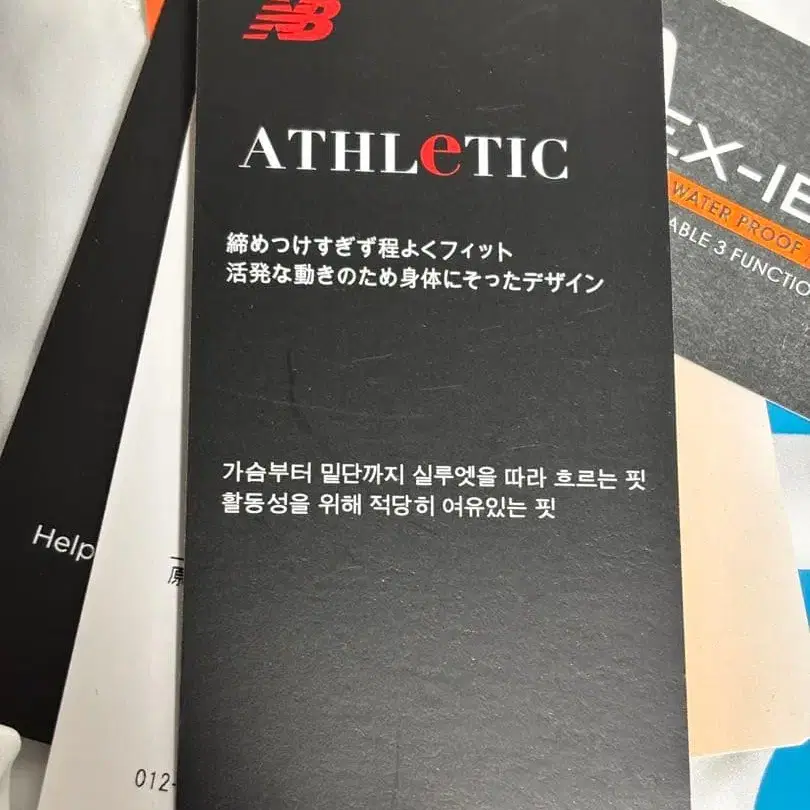 NB
ATHLeTIC
締めつけすぎず程よくフィット
活発な動きのため身体にそったデザイン
가슴부터 밑단까지 실루엣을 따라 흐르는 핏
활동성을 위해 적당히 여유있는 핏
EX-
WATER PROOF
ABLE 3 FUNCTIO
Help
原
012-